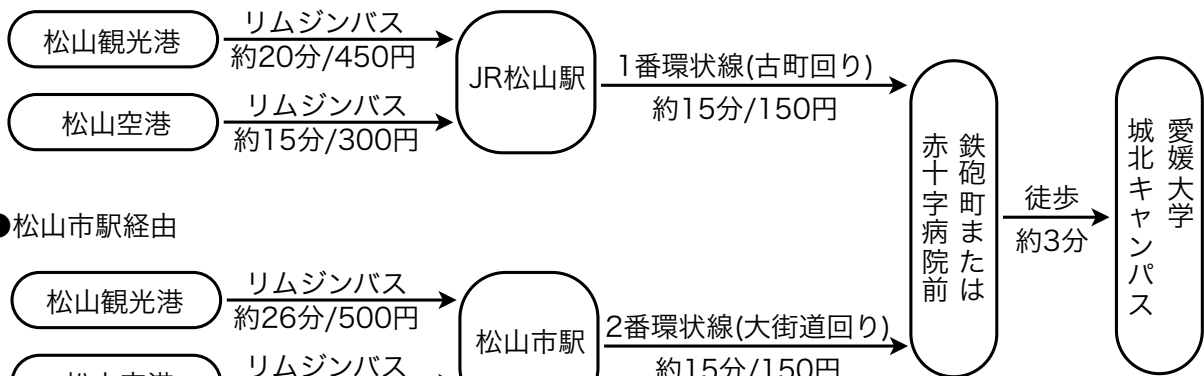 松山観光港
リムジンバス
約20分/450円
松山空港
リムジンバス
約15分/300円
JR松山駅
1番環状線(古町回り)
約15分/150円
●松山市駅経由
松山観光港
リムジンバス
約26分/500円
リムジンバス
松山市駅
2番環状線(大街道回り)
約15分/150円
鉄砲町または
赤十字病院前
徒歩
約3分
愛媛大学
城北キャンパス